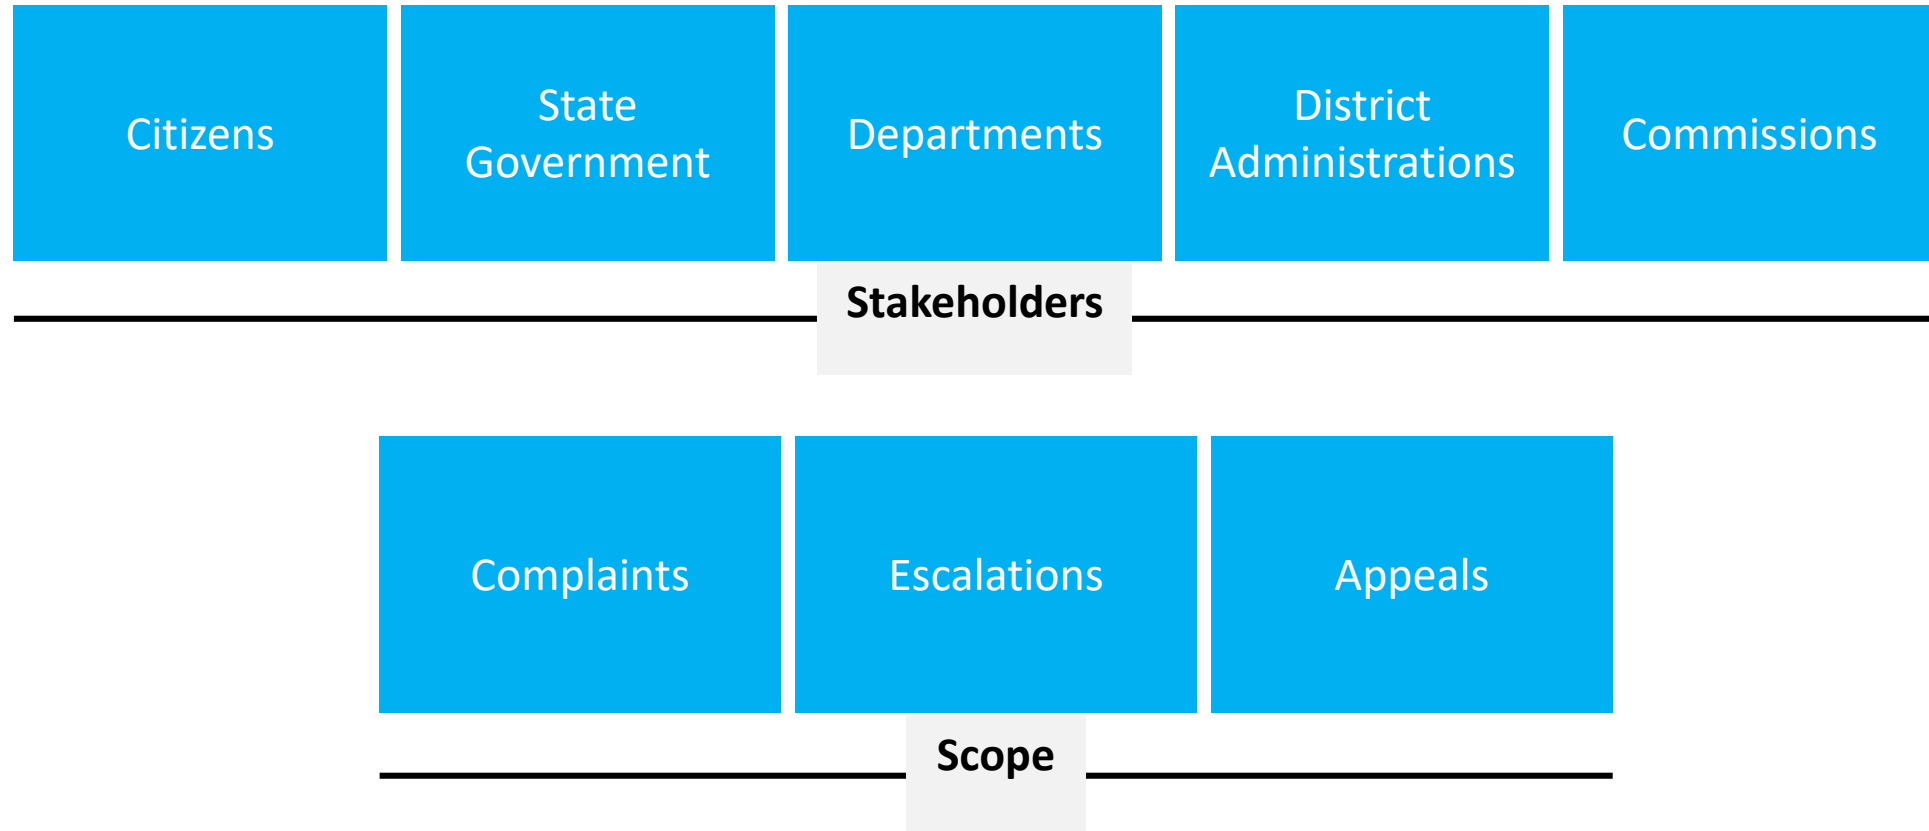 Citizens
State
Government
Departments
District
Administrations
Commissions
Stakeholders
Complaints
Escalations
Appeals
Scope